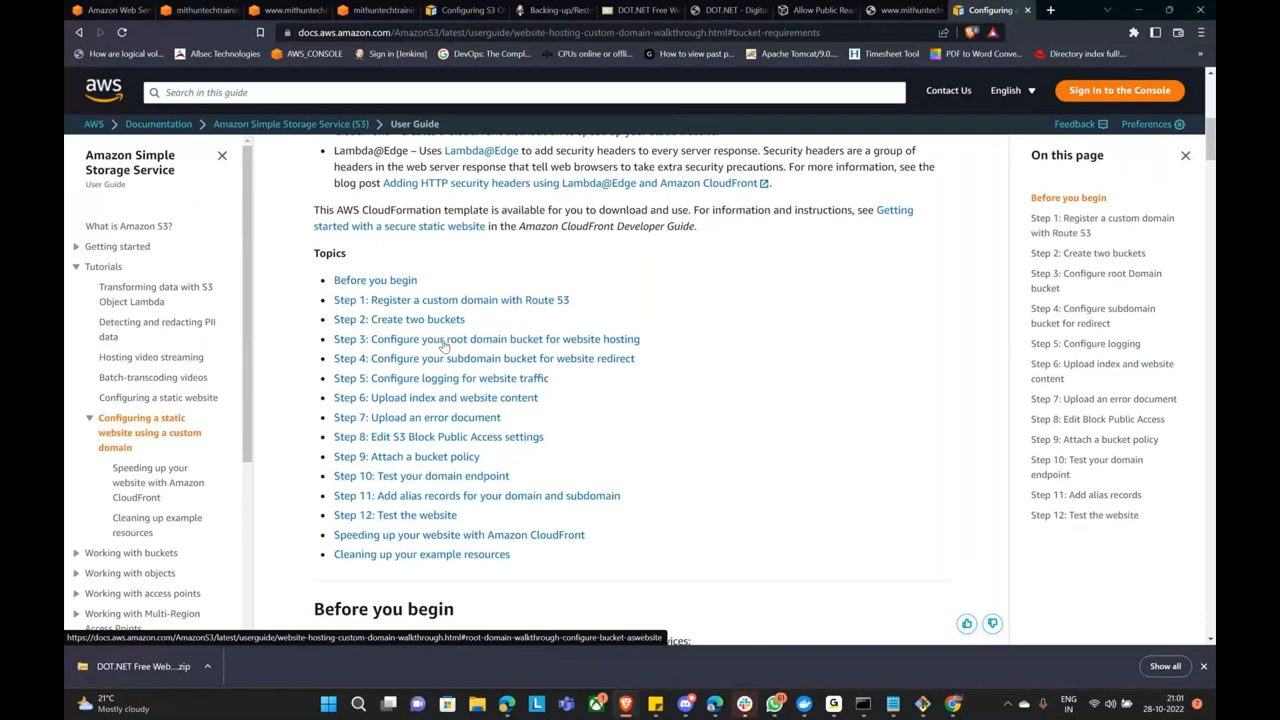 Amazon Web Ser
mithuntechtrainin
www.mithuntech
mithuntechtrainin
Configuring S3 O
Backing-up/Resto
DOT.NET Free W
DOT.NET - Digita
Allow Public Rea
www.mithuntech
Configuring a
docs.aws.amazon.com/AmazonS3/latest/userguide/website-hosting-custom-domain-walkthrough.html#bucket-requirements
How are logical vol...
Allsec Technologies
AWS_CONSOLE
Sign in [Jenkins]
DevOps: The Compl...
CPUs online or offli...
How to view past p...
Apache Tomcat/9.0....
Timesheet Tool
PDF to Word Conve...
Directory index full!...
aws
Search in this guide
Contact Us
English
Sign In to the Console
AWS
Documentation
Amazon Simple Storage Service (S3)
User Guide
Feedback
Preferences
Amazon Simple
Storage Service
User Guide
What is Amazon S3?
Getting started
Tutorials
Transforming data with S3
Object Lambda
Detecting and redacting PII
data
Hosting video streaming
Batch-transcoding videos
Configuring a static website
Configuring a static
website using a custom
domain
Speeding up your
website with Amazon
CloudFront
Cleaning up example
resources
Working with buckets
Working with objects
Working with access points
Working with Multi-Region
Access Points
• Lambda@Edge – Uses Lambda@Edge to add security headers to every server response. Security headers are a group of
headers in the web server response that tell web browsers to take extra security precautions. For more information, see the
blog post Adding HTTP security headers using Lambda@Edge and Amazon CloudFront.
This AWS CloudFormation template is available for you to download and use. For information and instructions, see Getting
started with a secure static website in the Amazon CloudFront Developer Guide.
Topics
• Before you begin
• Step 1: Register a custom domain with Route 53
• Step 2: Create two buckets
• Step 3: Configure your root domain bucket for website hosting
• Step 4: Configure your subdomain bucket for website redirect
• Step 5: Configure logging for website traffic
• Step 6: Upload index and website content
• Step 7: Upload an error document
• Step 8: Edit S3 Block Public Access settings
• Step 9: Attach a bucket policy
• Step 10: Test your domain endpoint
• Step 11: Add alias records for your domain and subdomain
• Step 12: Test the website
• Speeding up your website with Amazon CloudFront
• Cleaning up your example resources
Before you begin
On this page
Before you begin
Step 1: Register a custom domain
with Route 53
Step 2: Create two buckets
Step 3: Configure root Domain
bucket
Step 4: Configure subdomain
bucket for redirect
Step 5: Configure logging
Step 6: Upload index and website
content
Step 7: Upload an error document
Step 8: Edit Block Public Access
Step 9: Attach a bucket policy
Step 10: Test your domain
endpoint
Step 11: Add alias records
Step 12: Test the website
https://docs.aws.amazon.com/AmazonS3/latest/userguide/website-hosting-custom-domain-walkthrough.html#root-domain-walkthrough-configure-bucket-aswebsite
DOT.NET Free Web....zip
Show all
21°C
Mostly cloudy
ENG
IN
21:01
28-10-2022